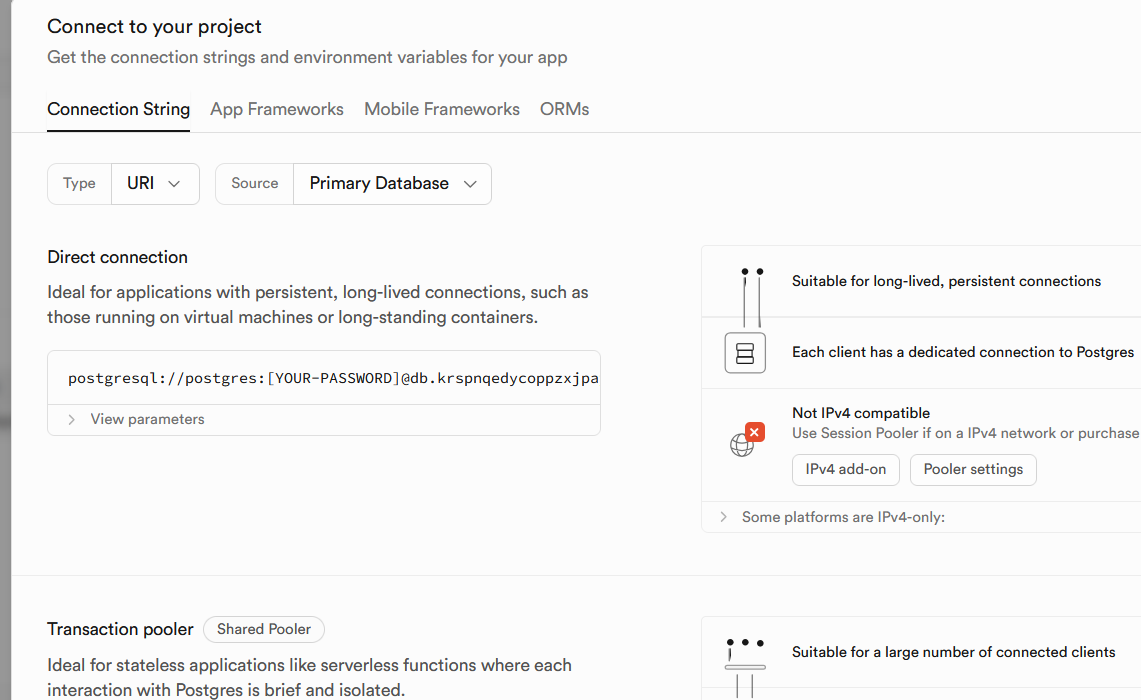 Connect to your project
Get the connection strings and environment variables for your app
Connection String App Frameworks Mobile Frameworks ORMs
Type URI Source Primary Database
Direct connection
Ideal for applications with persistent, long-lived connections, such as
those running on virtual machines or long-standing containers.
postgresql://postgres:[YOUR-PASSWORD]@db.krspnqedycoppzxjpa
View parameters
Suitable for long-lived, persistent connections
Each client has a dedicated connection to Postgres
Not IPv4 compatible
Use Session Pooler if on a IPv4 network or purchase
IPv4 add-on Pooler settings
Some platforms are IPv4-only:
Transaction pooler Shared Pooler
Ideal for stateless applications like serverless functions where each
interaction with Postgres is brief and isolated.
Suitable for a large number of connected clients